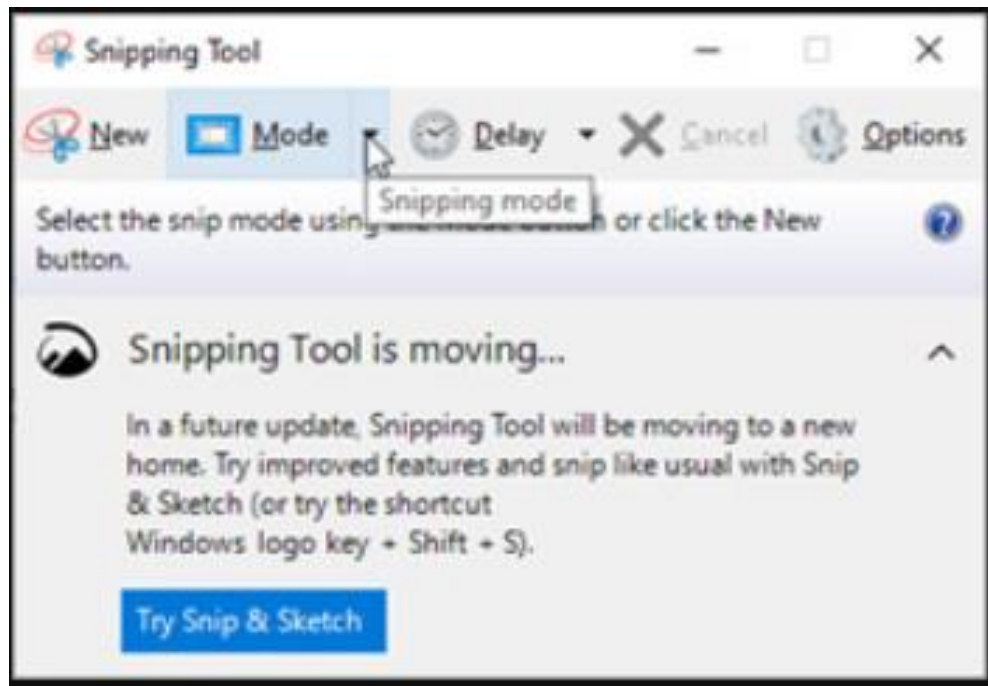 Snipping Tool
New Mode Delay Cancel Options
Snipping mode
Select the snip mode using or click the New
button.
Snipping Tool is moving...
In a future update, Snipping Tool will be moving to a new
home. Try improved features and snip like usual with Snip
& Sketch (or try the shortcut
Windows logo key + Shift + S).
Try Snip & Sketch